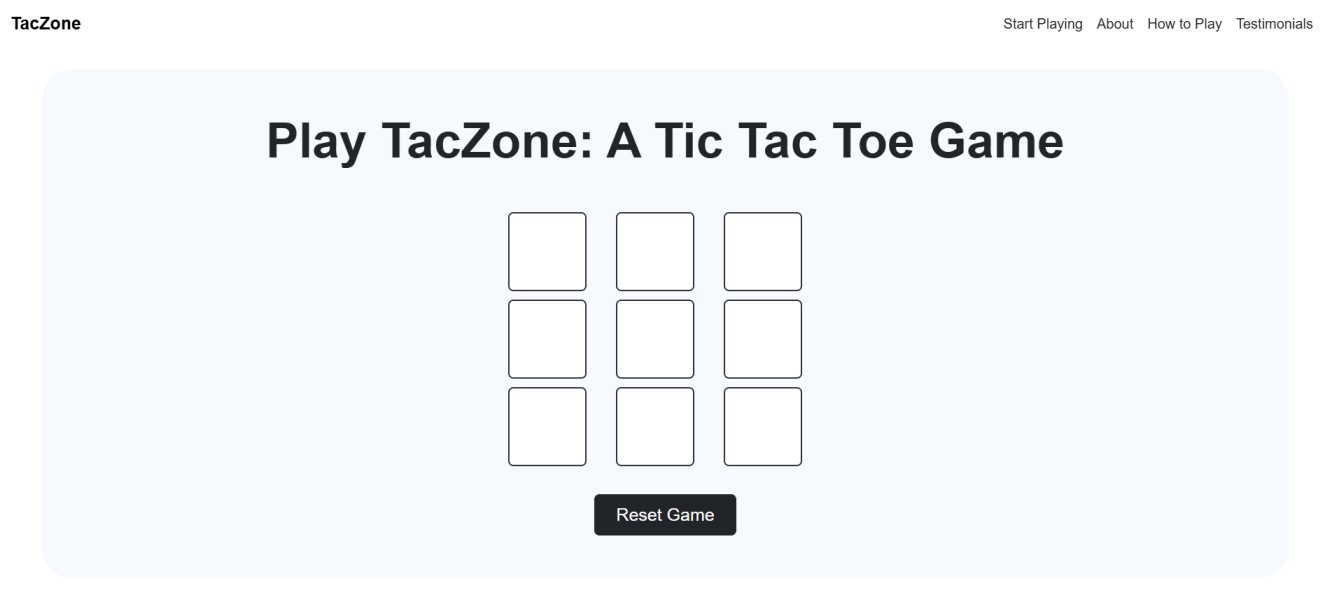 TacZone
Start Playing About How to Play Testimonials
Play TacZone: A Tic Tac Toe Game
Reset Game